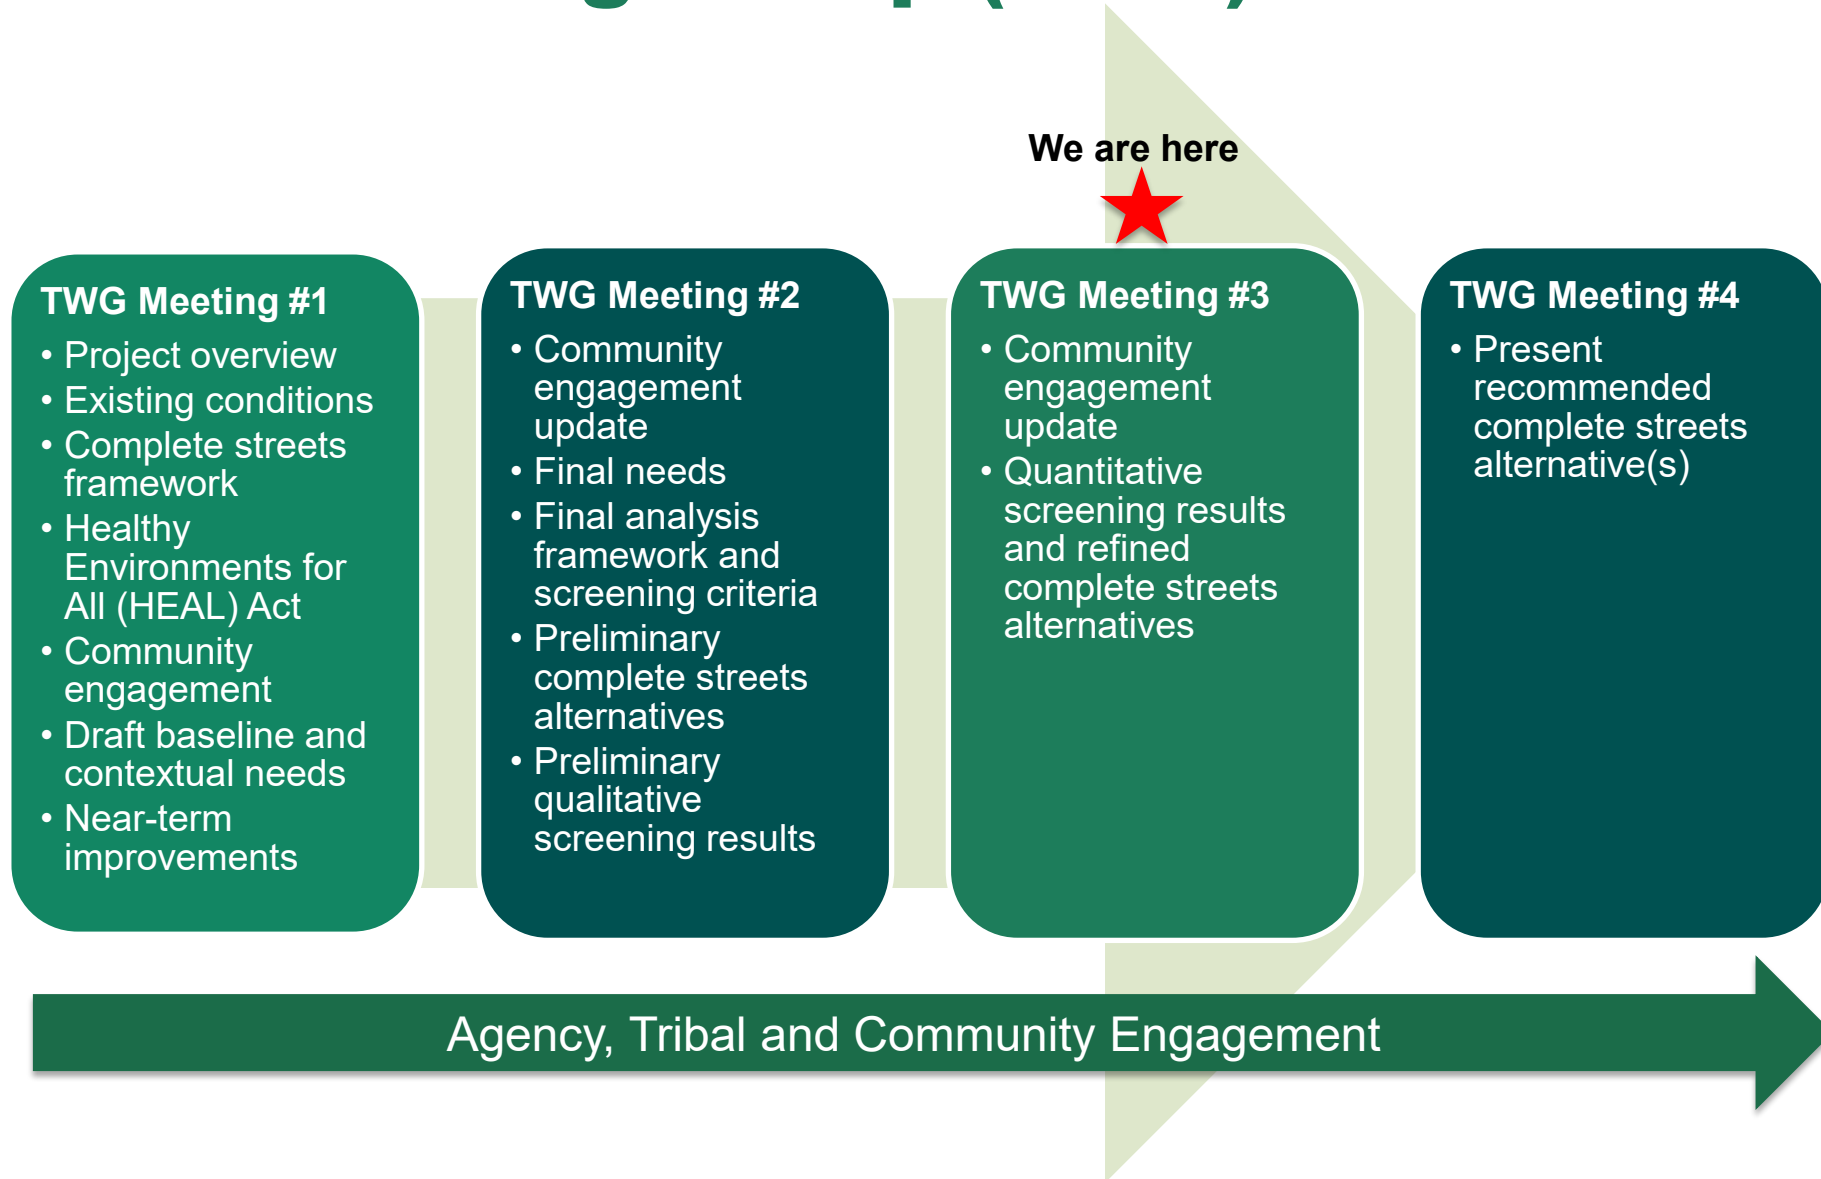 We are here
TWG Meeting #1
• Project overview
• Existing conditions
• Complete streets
framework
• Healthy
Environments for
All (HEAL) Act
• Community
engagement
• Draft baseline and
contextual needs
• Near-term
improvements
TWG Meeting #2
• Community
engagement
update
• Final needs
• Final analysis
framework and
screening criteria
• Preliminary
complete streets
alternatives
• Preliminary
qualitative
screening results
TWG Meeting #3
• Community
engagement
update
• Quantitative
screening results
and refined
complete streets
alternatives
TWG Meeting #4
• Present
recommended
complete streets
alternative(s)
Agency, Tribal and Community Engagement